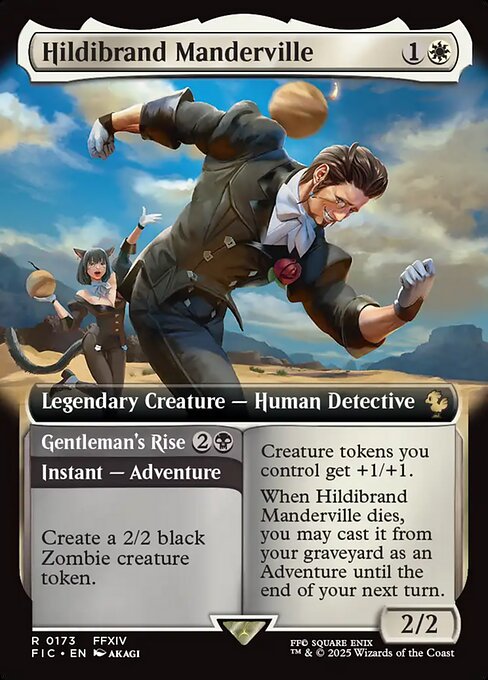 Hildibrand Manderville 1
Legendary Creature — Human Detective
Gentleman's Rise 2
Instant — Adventure
Create a 2/2 black
Zombie creature
token.
Creature tokens you
control get +1/+1.
When Hildibrand
Manderville dies,
you may cast it from
your graveyard as an
Adventure until the
end of your next turn.
2/2
R 0173 FFXIV
FIC • EN AKAGI
FF© SQUARE ENIX
™ & © 2025 Wizards of the Coast